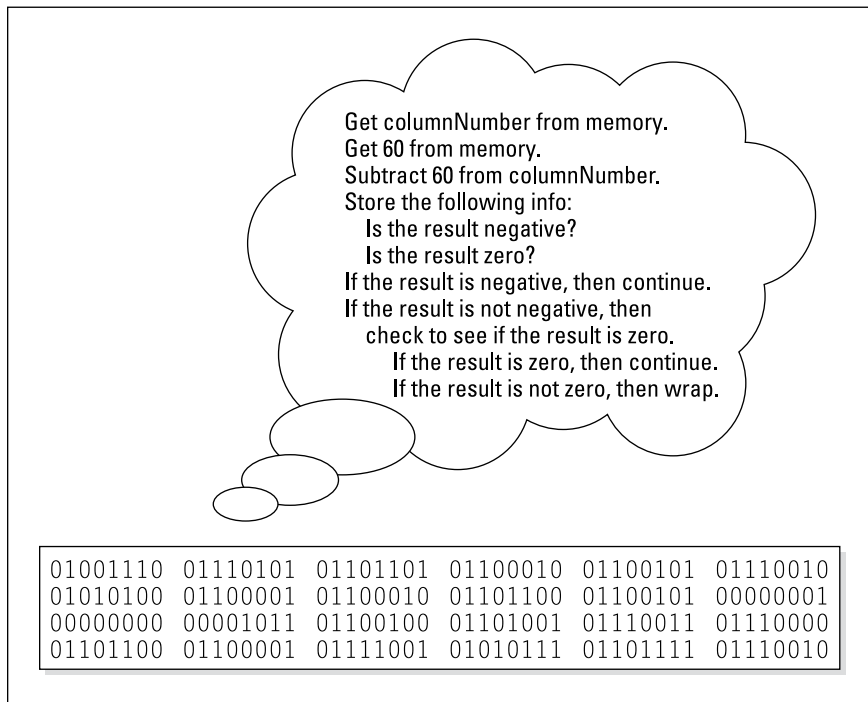 Get columnNumber from memory.
Get 60 from memory.
Subtract 60 from columnNumber.
Store the following info:
Is the result negative?
Is the result zero?
If the result is negative, then continue.
If the result is not negative, then
check to see if the result is zero.
If the result is zero, then continue.
If the result is not zero, then wrap.
01001110 01110101 01101101 01100010 01100101 01110010
01010100 01100001 01100010 01101100 01100101 00000001
00000000 00001011 01100100 01101001 01110011 01110000
01101100 01100001 01111001 01010111 01101111 01110010